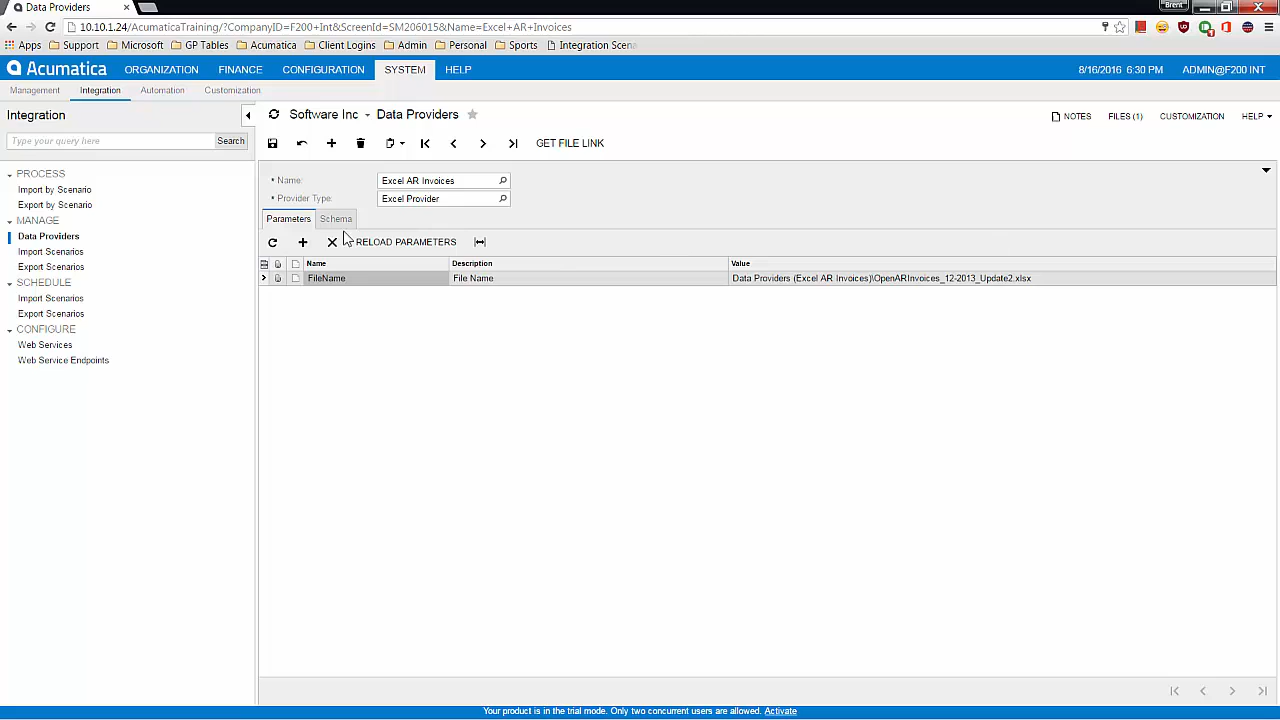 Data Providers
Brent
10.10.1.24/AcumaticaTraining/?CompanyID=F200+Int&ScreenId=SM206015&Name=Excel+AR+Invoices
Apps Support Microsoft GP Tables Acumatica Client Logins Admin Personal Sports Integration Scena
Acumatica ORGANIZATION FINANCE CONFIGURATION SYSTEM HELP 8/16/2016 6:30 PM ADMIN@F200 INT
Management Integration Automation Customization
Integration
Software Inc Data Providers
NOTES FILES (1) CUSTOMIZATION HELP
Type your query here Search
GET FILE LINK
PROCESS
Import by Scenario
Export by Scenario
MANAGE
Data Providers
Import Scenarios
Export Scenarios
SCHEDULE
Import Scenarios
Export Scenarios
CONFIGURE
Web Services
Web Service Endpoints
Name: Excel AR Invoices
Provider Type: Excel Provider
Parameters Schema
RELOAD PARAMETERS
Name Description Value
FileName File Name Data Providers (Excel AR Invoices)\OpenARInvoices_12-2013_Update2.xlsx
Your product is in the trial mode. Only two concurrent users are allowed. Activate